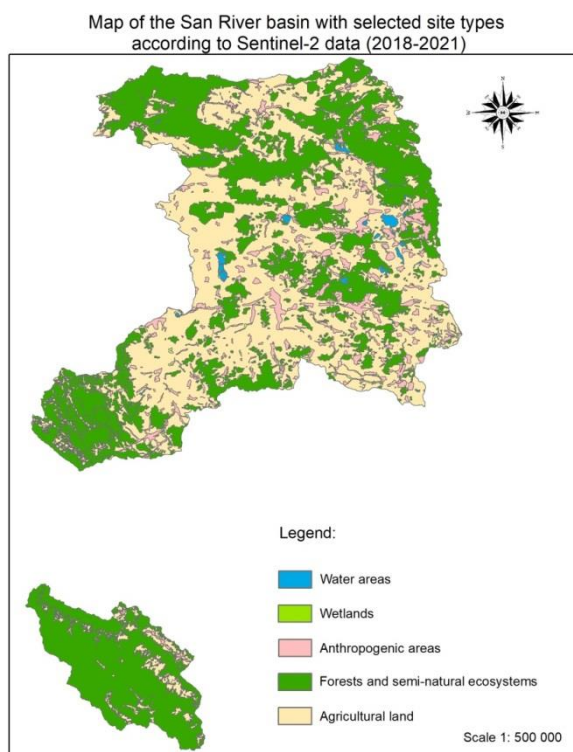 Map of the San River basin with selected site types
according to Sentinel-2 data (2018-2021)
N
Legend:
Water areas
Wetlands
Anthropogenic areas
Forests and semi-natural ecosystems
Agricultural land
Scale 1: 500 000